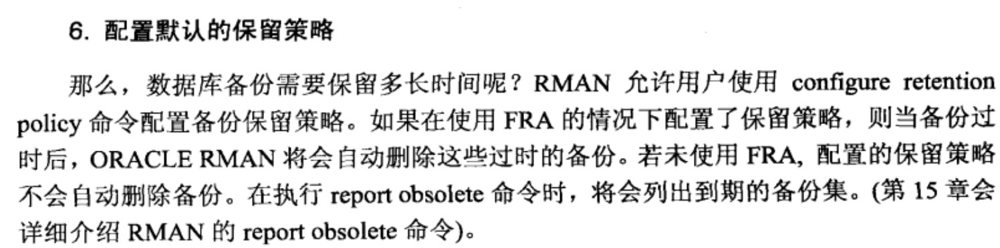 6. 配置默认的保留策略
那么，数据库备份需要保留多长时间呢？RMAN 允许用户使用 configure retention
policy 命令配置备份保留策略。如果在使用 FRA 的情况下配置了保留策略，则当备份过
时后，ORACLE RMAN 将会自动删除这些过时的备份。若未使用 FRA, 配置的保留策略
不会自动删除备份。在执行 report obsolete 命令时，将会列出到期的备份集。(第 15 章会
详细介绍 RMAN 的 report obsolete 命令)。